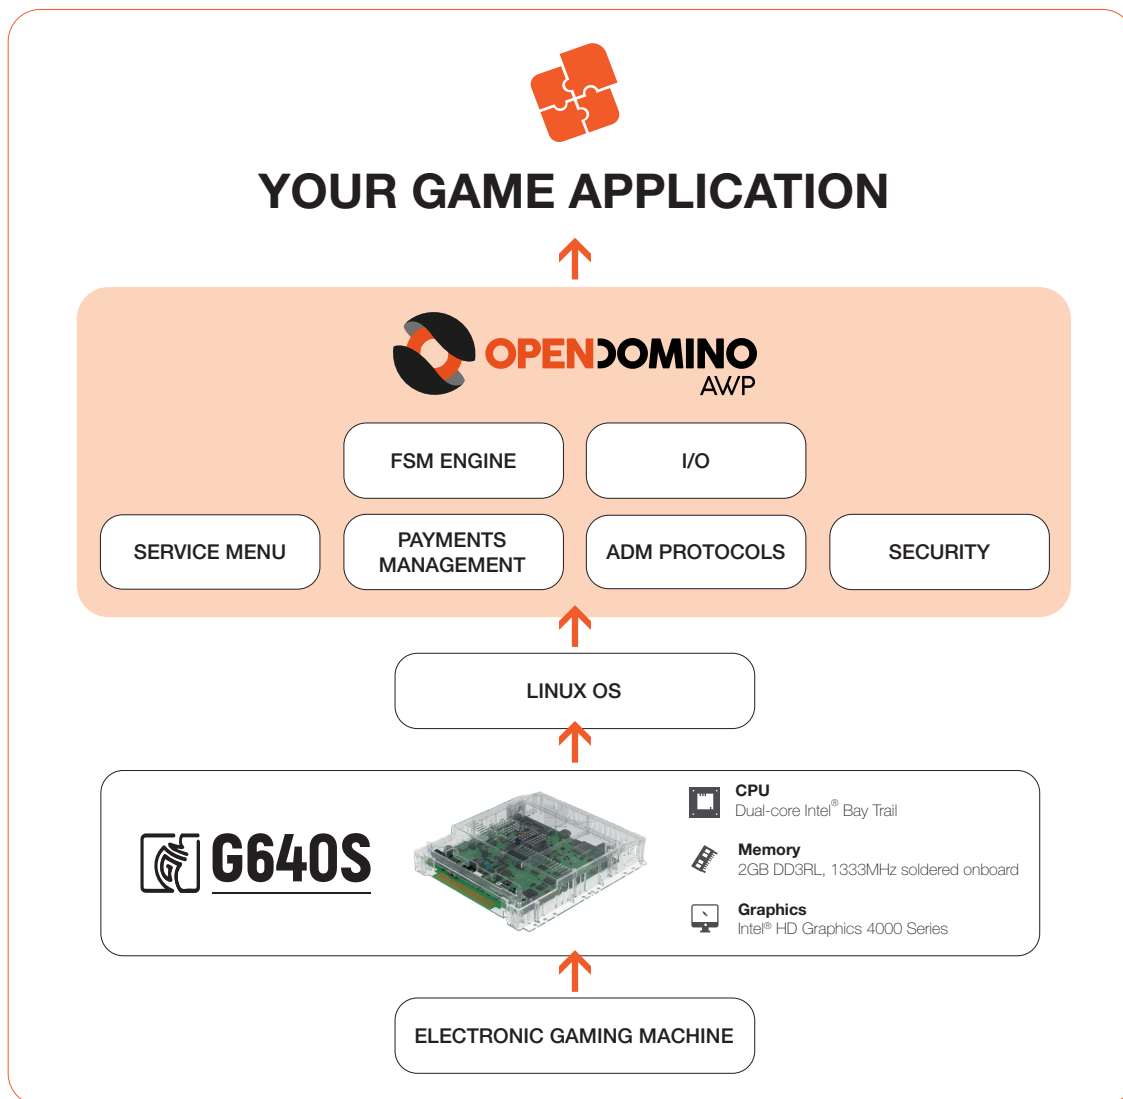 YOUR GAME APPLICATION
OPENDOMINO
AWP
FSM ENGINE
I/O
SERVICE MENU
PAYMENTS
MANAGEMENT
ADM PROTOCOLS
SECURITY
LINUX OS
G640S
CPU
Dual-core Intel® Bay Trail
Memory
2GB DD3RL, 1333MHz soldered onboard
Graphics
Intel® HD Graphics 4000 Series
ELECTRONIC GAMING MACHINE